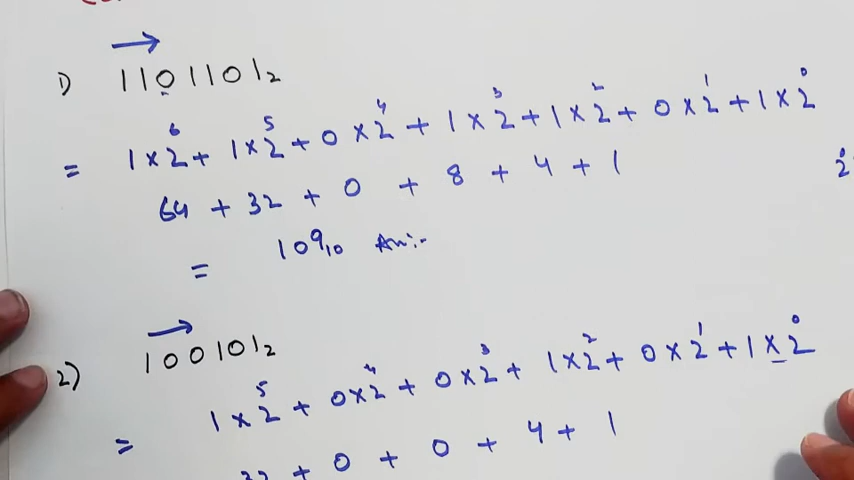 1) 1101101₂
= 1×2⁶ + 1×2⁵ + 0×2⁴ + 1×2³ + 1×2² + 0×2¹ + 1×2⁰
64 + 32 + 0 + 8 + 4 + 1
= 109₁₀ Ans:-
2) 100101₂
= 1×2⁵ + 0×2⁴ + 0×2³ + 1×2² + 0×2¹ + 1×2⁰
32 + 0 + 0 + 4 + 1